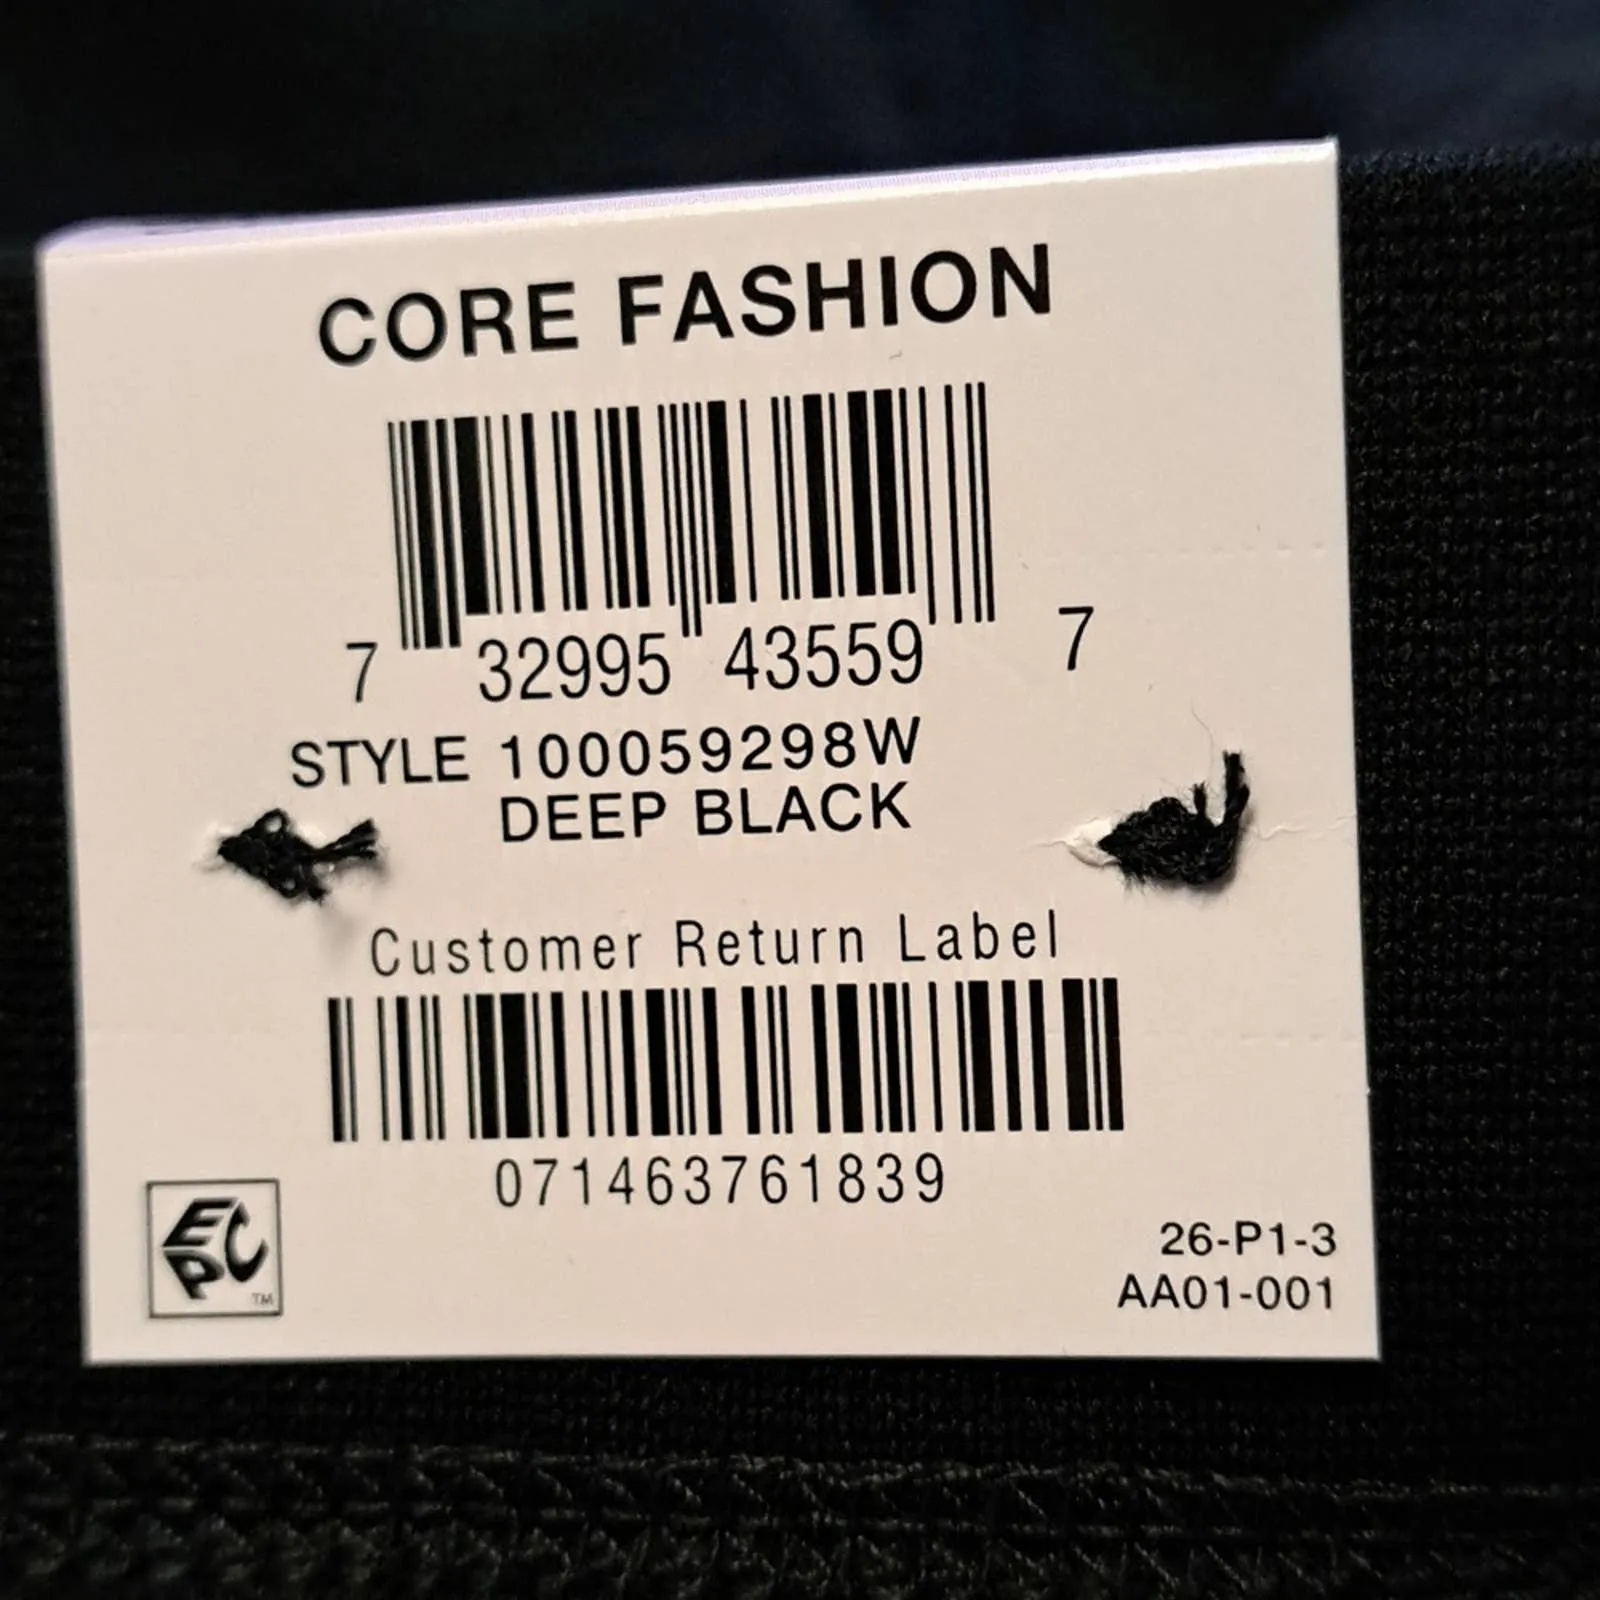 CORE FASHION
7 32995 43559 7
STYLE 100059298W
DEEP BLACK
Customer Return Label
071463761839
EPC
TM
26-P1-3
AA01-001